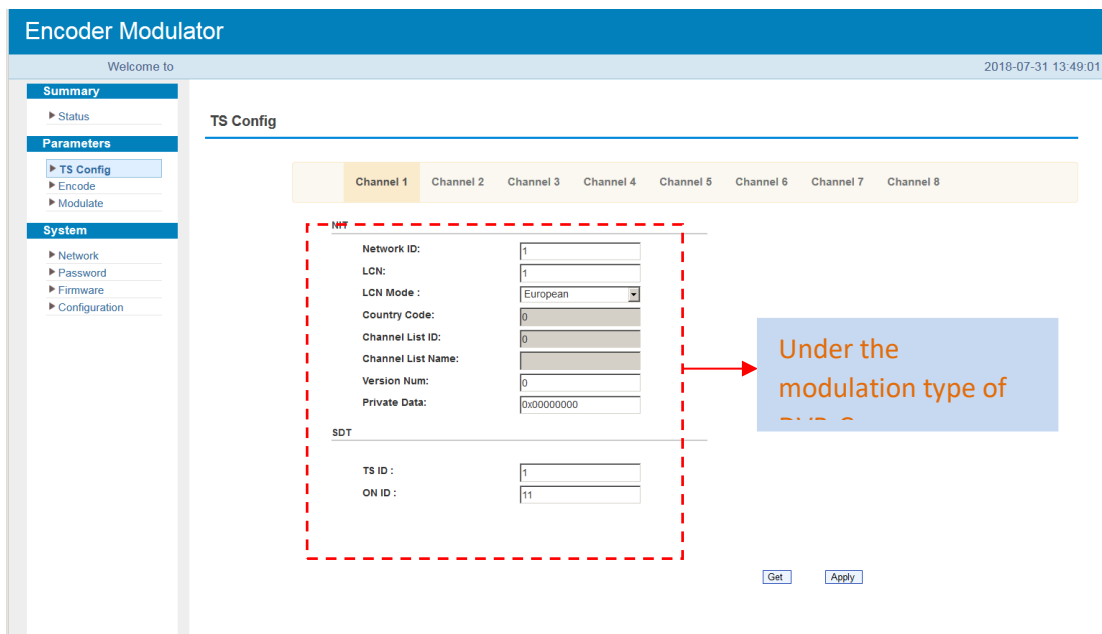 Encoder Modulator
Welcome to 2018-07-31 13:49:01
Summary
Status
Parameters
TS Config
Encode
Modulate
System
Network
Password
Firmware
Configuration
TS Config
Channel 1 Channel 2 Channel 3 Channel 4 Channel 5 Channel 6 Channel 7 Channel 8
NIT
Network ID: 1
LCN: 1
LCN Mode : European
Country Code: 0
Channel List ID: 0
Channel List Name:
Version Num: 0
Private Data: 0x00000000
SDT
TS ID : 1
ON ID : 11
Under the
modulation type of
Get Apply